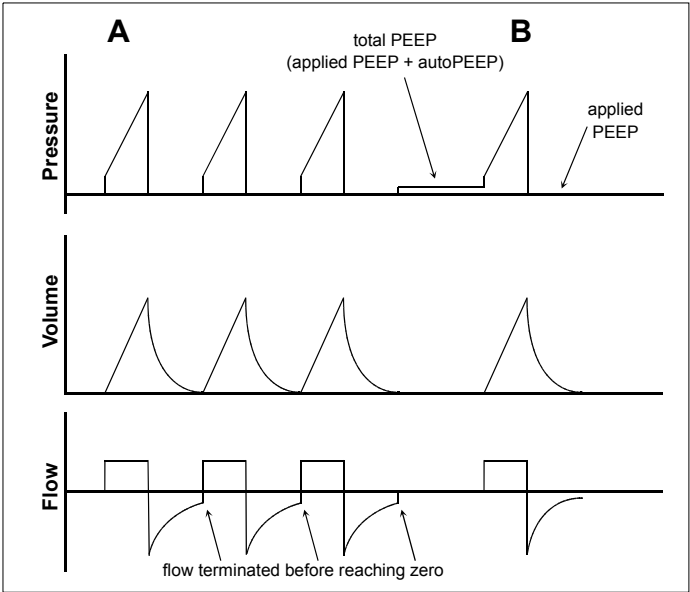 A
B
total PEEP
(applied PEEP + autoPEEP)
applied
PEEP
Pressure
Volume
Flow
flow terminated before reaching zero